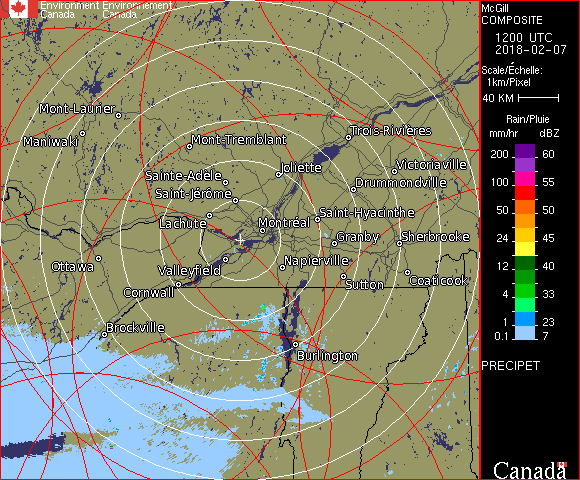 Environment Environnement
Canada Canada
McGill
COMPOSITE
1200 UTC
2018-02-07
Scale/Échelle:
1km/Pixel
40 KM
Rain/Pluie
mm/hr dBZ
200 60
150 55
100 55
50 50
24 45
12 40
4 33
1 23
0.1 7
PRECIPET
Canada
Mont-Laurier
Maniwaki
Mont-Tremblant
Trois-Rivières
Sainte-Adèle
Joliette
Victoriaville
Saint-Jérôme
Drummondville
Lachute
Montréal
Saint-Hyacinthe
Granby
Sherbrooke
Ottawa
Valleyfield
Napierville
Cornwall
Sutton
Coaticook
Brockville
Burlington